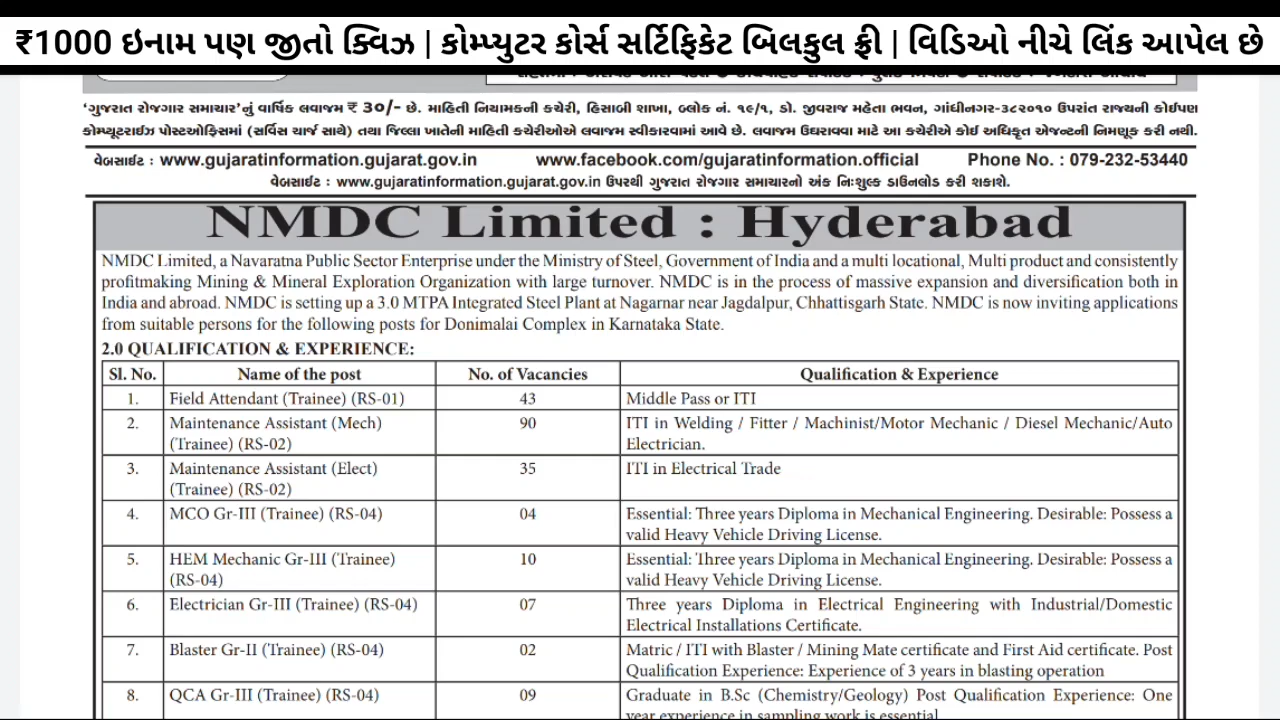 ₹1000 ઇનામ પણ જીતો ક્વિઝ | કોમ્પ્યુટર કોર્સ સર્ટિફિકેટ બિલકુલ ફ્રી | વિડિઓ નીચે લિંક આપેલ છે
'ગુજરાત રોજગાર સમાચાર'નું વાર્ષિક લવાજમ ₹ ૩૦/- છે. માહિતી નિયામકની કચેરી, હિસાબી શાખા, બ્લોક નં. ૧૯/૧, ડો. જીવરાજ મહેતા ભવન, ગાંધીનગર-૩૮૨૦૧૦ ઉપરાંત રાજ્યની કોઈપણ
કોમ્પ્યૂટરાઈઝ પોસ્ટઓફિસમાં (સર્વિસ ચાર્જ સાથે) તથા જિલ્લા ખાતેની માહિતી કચેરીઓએ લવાજમ સ્વીકારવામાં આવે છે. લવાજમ ઉઘરાવવા માટે આ કચેરીએ કોઈ અધિકૃત એજન્ટની નિમણૂક કરી નથી.
વેબસાઈટ : www.gujaratinformation.gujarat.gov.in www.facebook.com/gujaratinformation.official Phone No. : 079-232-53440
વેબસાઈટ : www.gujaratinformation.gujarat.gov.in ઉપરથી ગુજરાત રોજગાર સમાચારનો અંક નિઃશુલ્ક ડાઉનલોડ કરી શકાશે.
NMDC Limited : Hyderabad
NMDC Limited, a Navaratna Public Sector Enterprise under the Ministry of Steel, Government of India and a multi locational, Multi product and consistently
profitmaking Mining & Mineral Exploration Organization with large turnover. NMDC is in the process of massive expansion and diversification both in
India and abroad. NMDC is setting up a 3.0 MTPA Integrated Steel Plant at Nagarnar near Jagdalpur, Chhattisgarh State. NMDC is now inviting applications
from suitable persons for the following posts for Donimalai Complex in Karnataka State.
2.0 QUALIFICATION & EXPERIENCE:
Sl. No. Name of the post No. of Vacancies Qualification & Experience
1. Field Attendant (Trainee) (RS-01) 43 Middle Pass or ITI
2. Maintenance Assistant (Mech) 90 ITI in Welding / Fitter / Machinist/Motor Mechanic / Diesel Mechanic/Auto
(Trainee) (RS-02) Electrician.
3. Maintenance Assistant (Elect) 35 ITI in Electrical Trade
(Trainee) (RS-02)
4. MCO Gr-III (Trainee) (RS-04) 04 Essential: Three years Diploma in Mechanical Engineering. Desirable: Possess a
valid Heavy Vehicle Driving License.
5. HEM Mechanic Gr-III (Trainee) 10 Essential: Three years Diploma in Mechanical Engineering. Desirable: Possess a
(RS-04) valid Heavy Vehicle Driving License.
6. Electrician Gr-III (Trainee) (RS-04) 07 Three years Diploma in Electrical Engineering with Industrial/Domestic
Electrical Installations Certificate.
7. Blaster Gr-II (Trainee) (RS-04) 02 Matric / ITI with Blaster / Mining Mate certificate and First Aid certificate. Post
Qualification Experience: Experience of 3 years in blasting operation
8. QCA Gr-III (Trainee) (RS-04) 09 Graduate in B.Sc (Chemistry/Geology) Post Qualification Experience: One
year experience in sampling work is essential